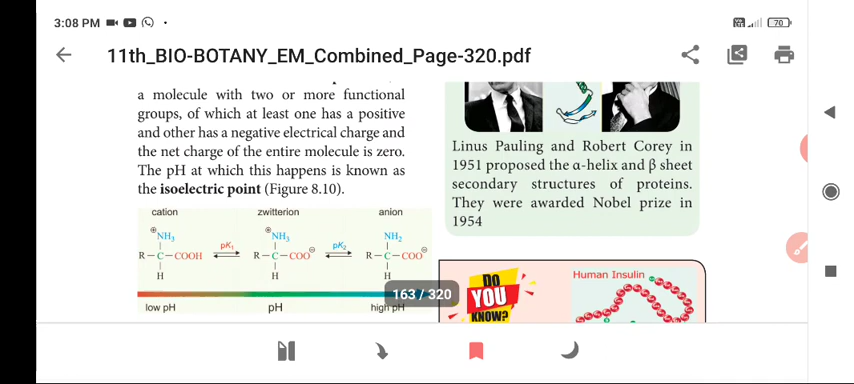 3:08 PM
70
11th_BIO-BOTANY_EM_Combined_Page-320.pdf
a molecule with two or more functional
groups, of which at least one has a positive
and other has a negative electrical charge and
the net charge of the entire molecule is zero.
The pH at which this happens is known as
the isoelectric point (Figure 8.10).
cation zwitterion anion
⊕NH3 ⊕NH3 NH2
R–C–COOH pK1 R–C–COO⊖ pK2 R–C–COO⊖
H H H
low pH pH high pH
163 / 320
Linus Pauling and Robert Corey in
1951 proposed the α-helix and β sheet
secondary structures of proteins.
They were awarded Nobel prize in
1954
DO
YOU
KNOW?
Human Insulin